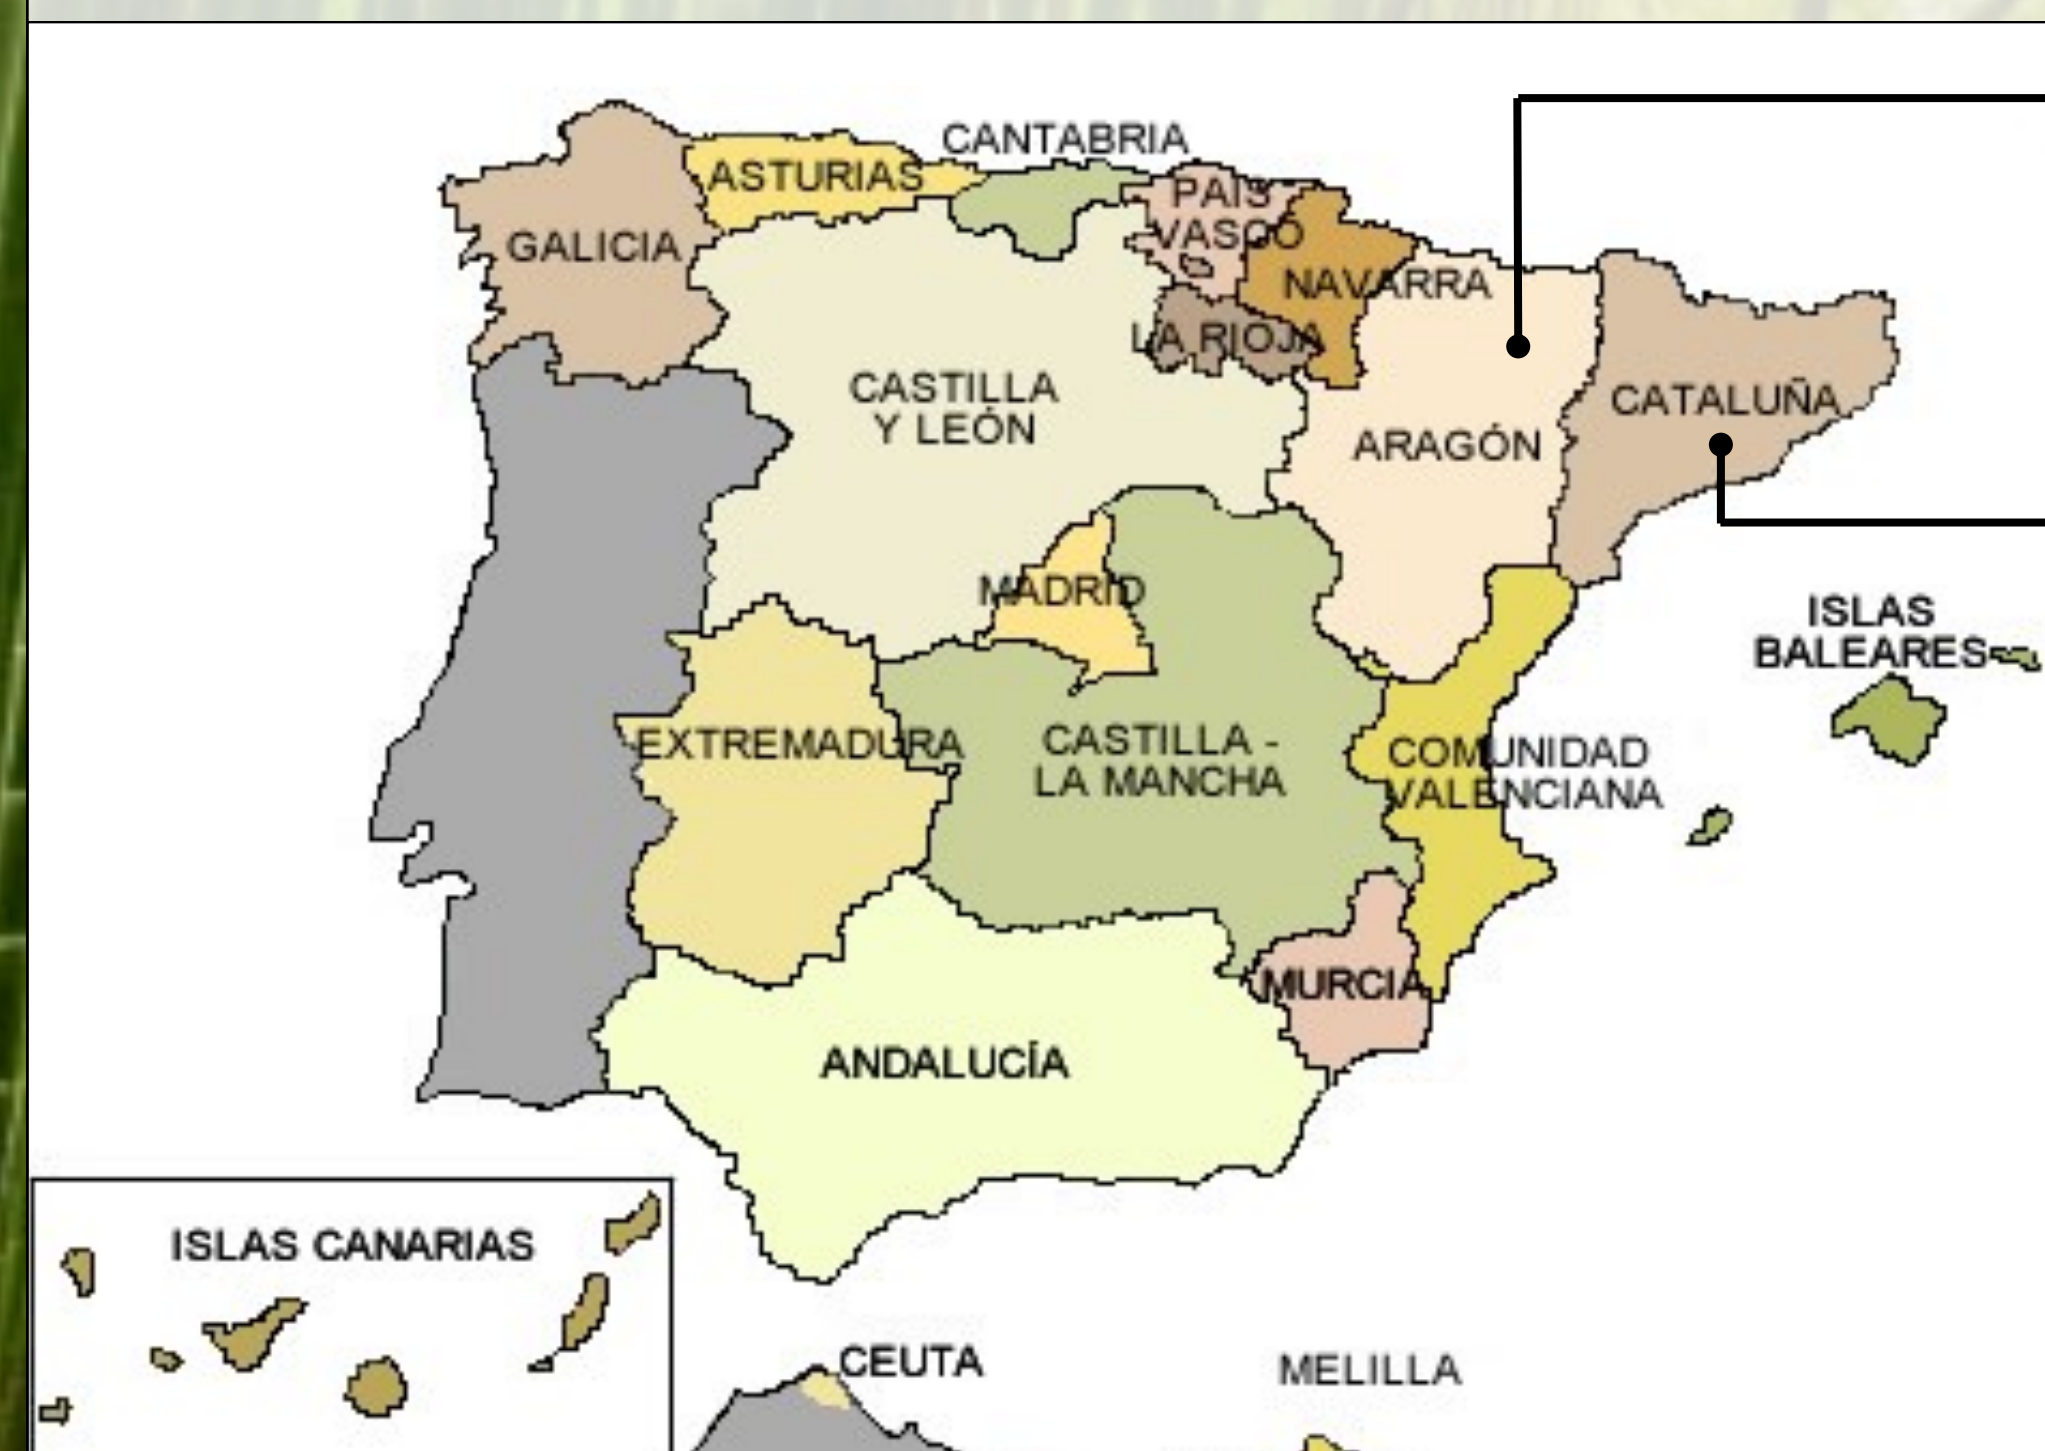 CANTABRIA
ASTURIAS
PAÍS
VASCO
GALICIA
NAVARRA
LA RIOJA
CATALUÑA
CASTILLA
Y LEÓN
ARAGÓN
MADRID
ISLAS
BALEARES
EXTREMADURA
CASTILLA -
LA MANCHA
COMUNIDAD
VALENCIANA
MURCIA
ANDALUCÍA
ISLAS CANARIAS
CEUTA
MELILLA